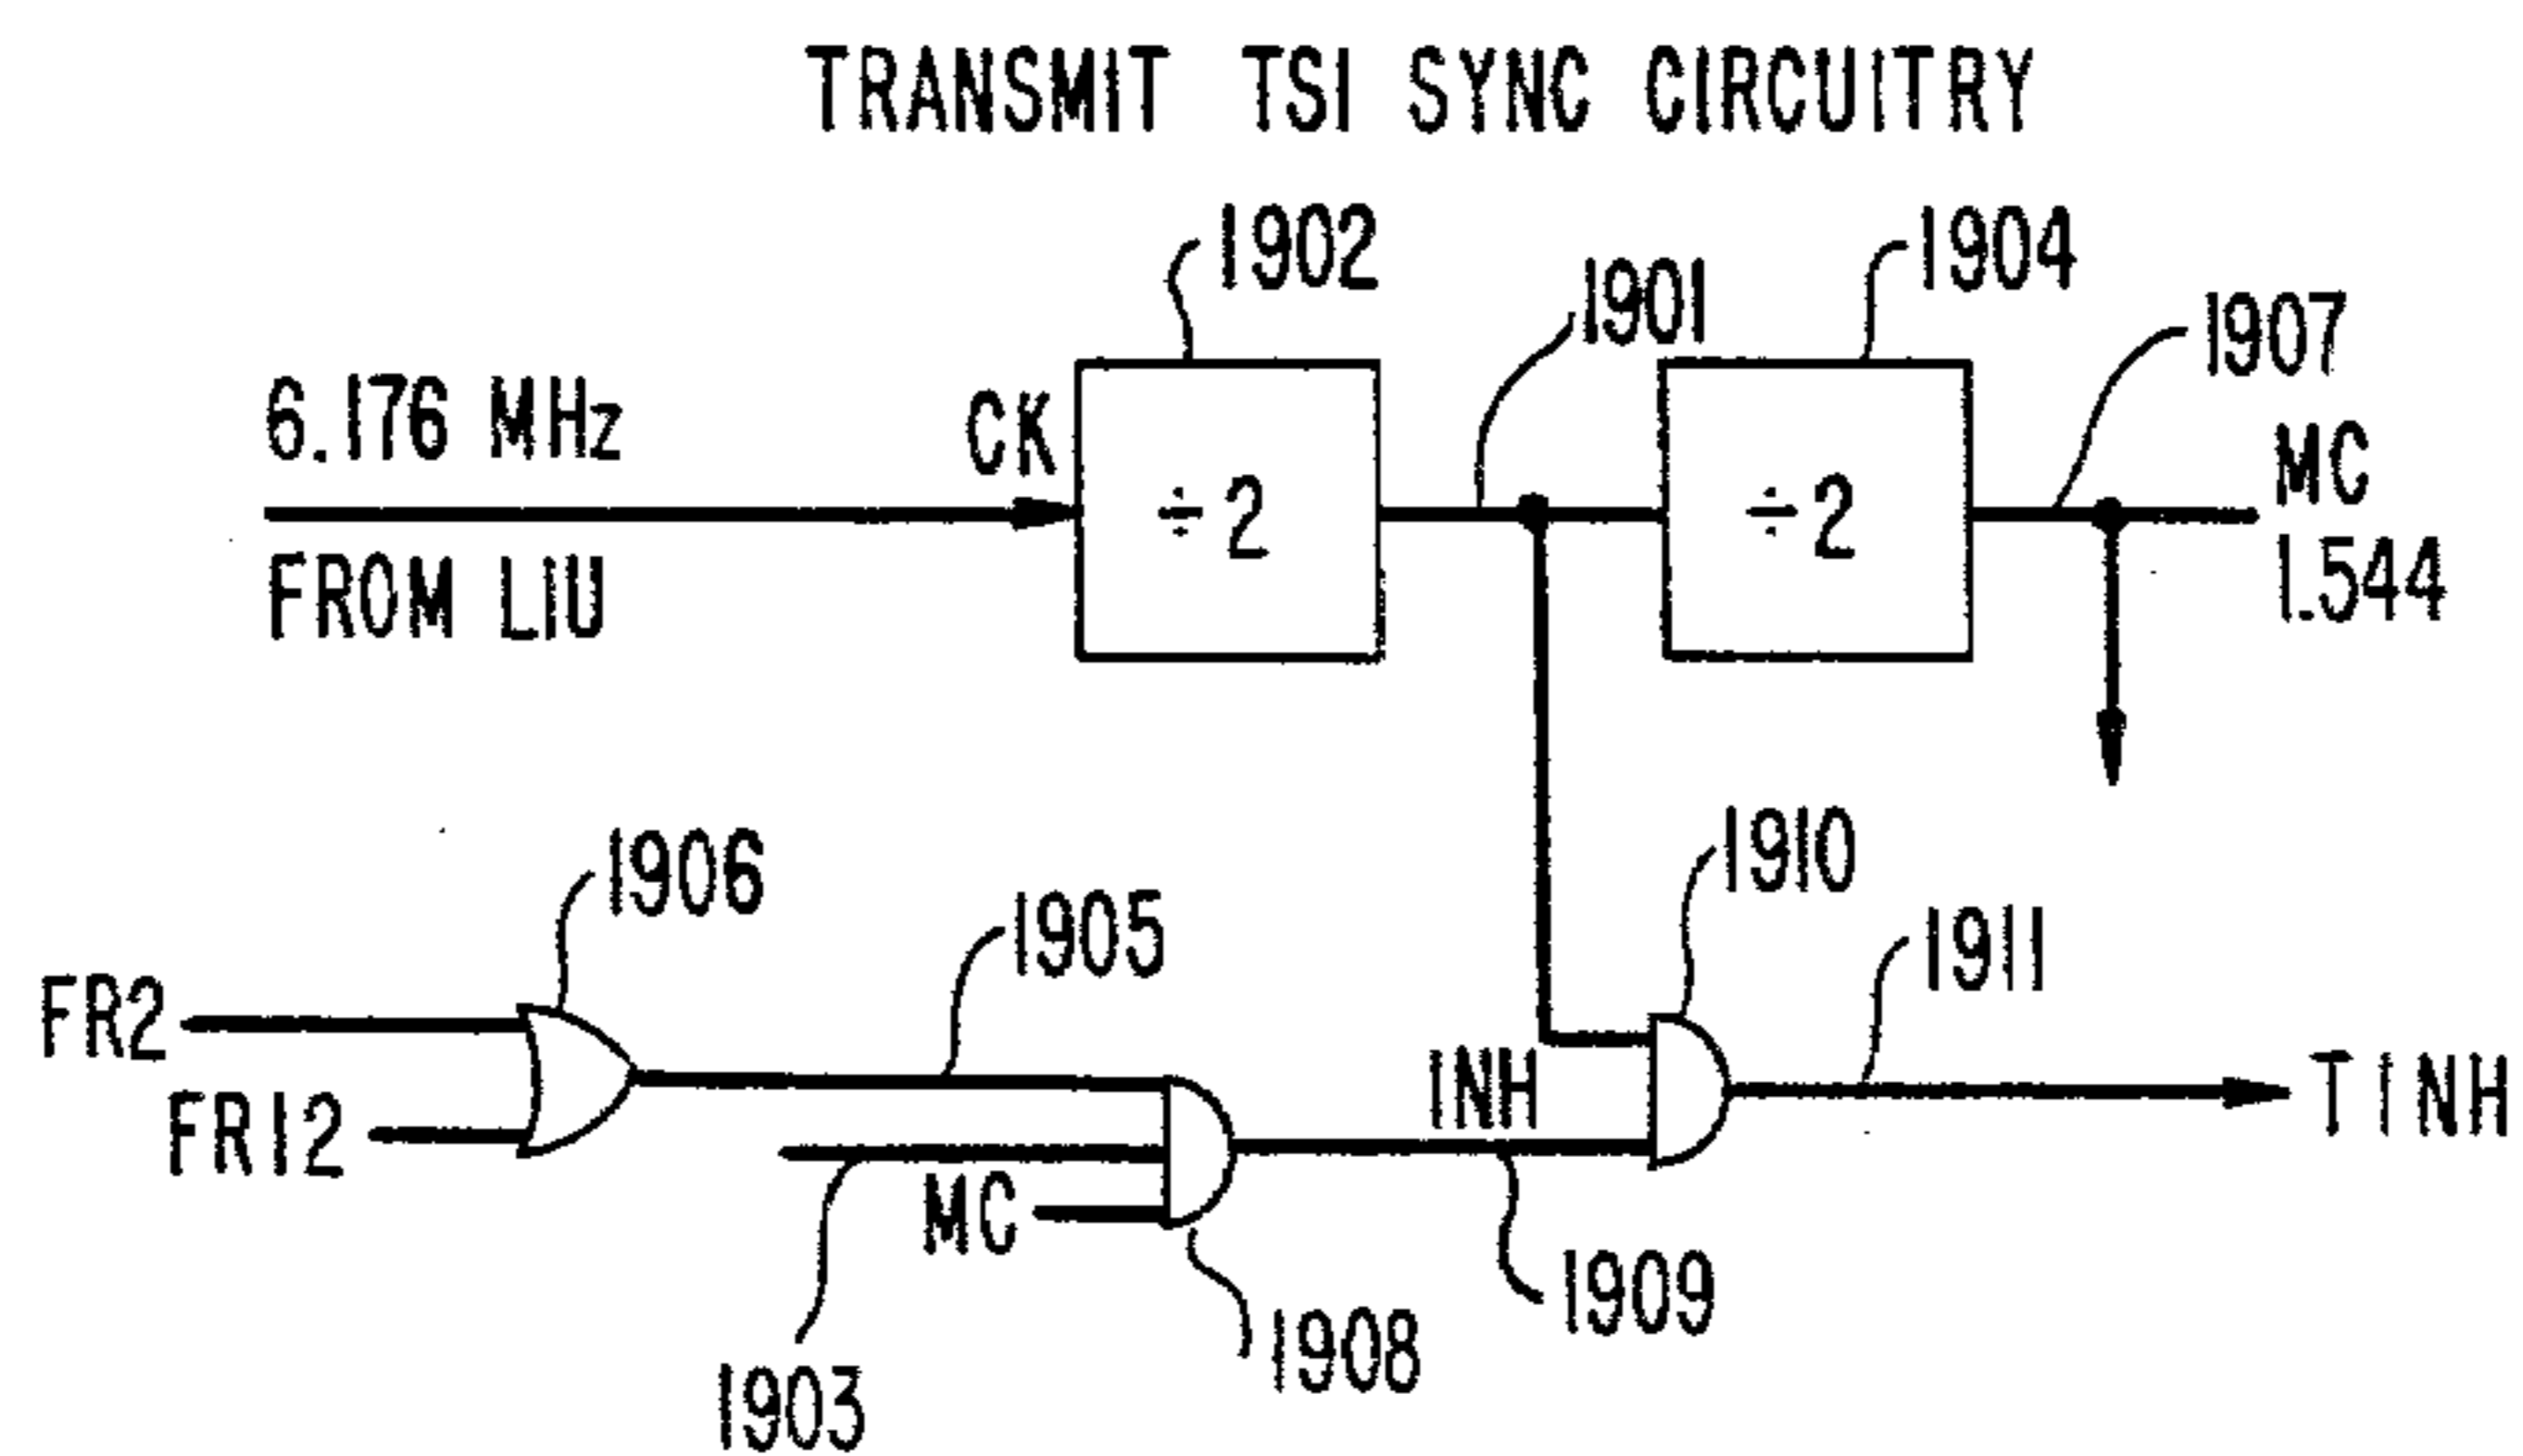 TRANSMIT TSI SYNC CIRCUITRY
1902
1904
1901
1907
6.176 MHz
CK
÷2
÷2
MC
FROM LIU
1.544
1906
1910
1905
1911
FR2
INH
TINH
FR12
MC
1909
1908
1903